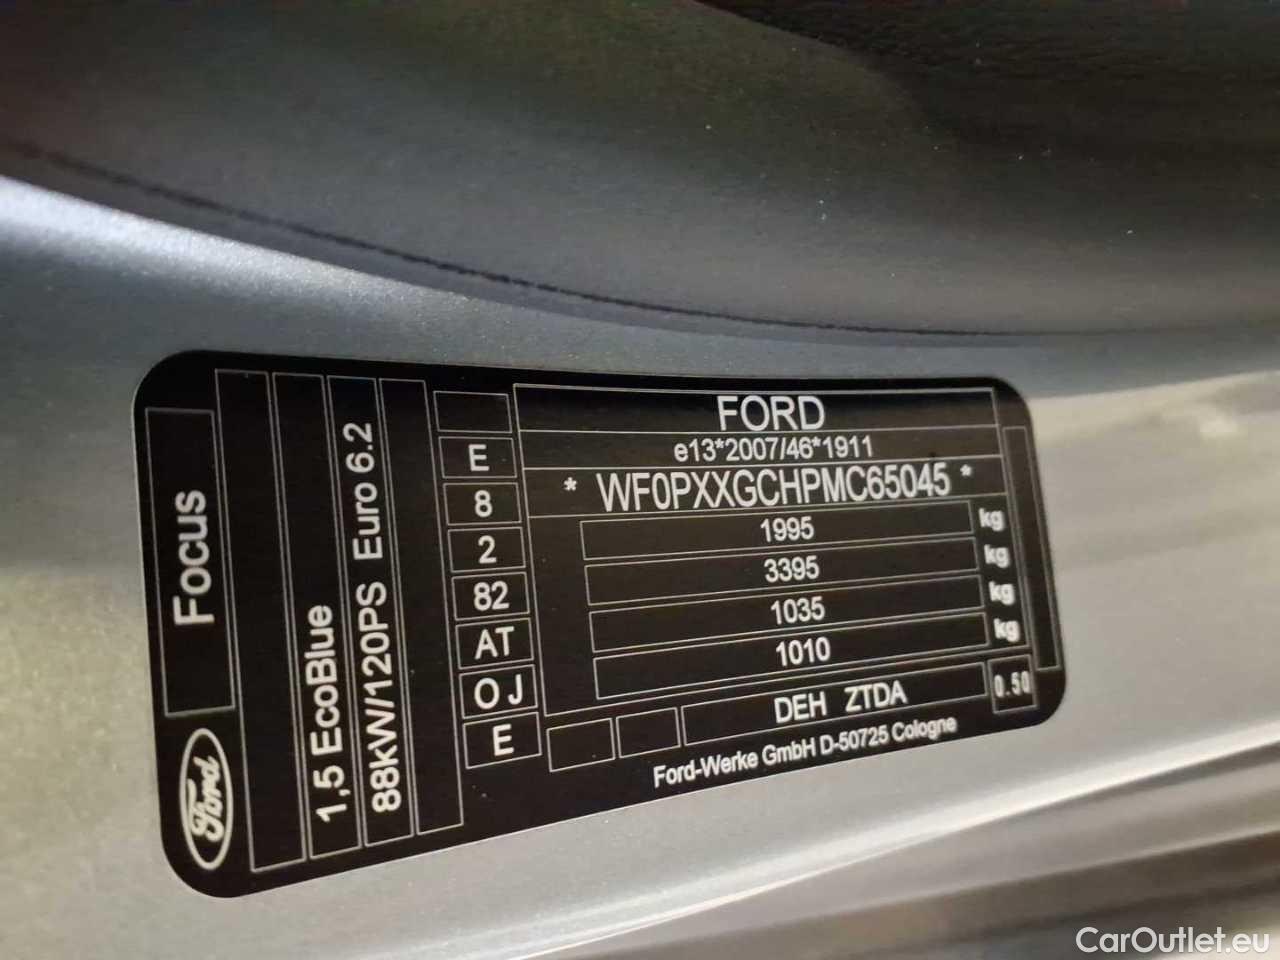 FORD
e13*2007/46*1911
* WF0PXXGCHPMC65045 *
1995 kg
3395 kg
1035 kg
1010 kg
DEH ZTDA
0.50
Ford-Werke GmbH D-50725 Cologne
E
8
2
82
AT
OJ
E
88kW/120PS Euro 6.2
1,5 EcoBlue
Focus
Ford
CarOutlet.eu